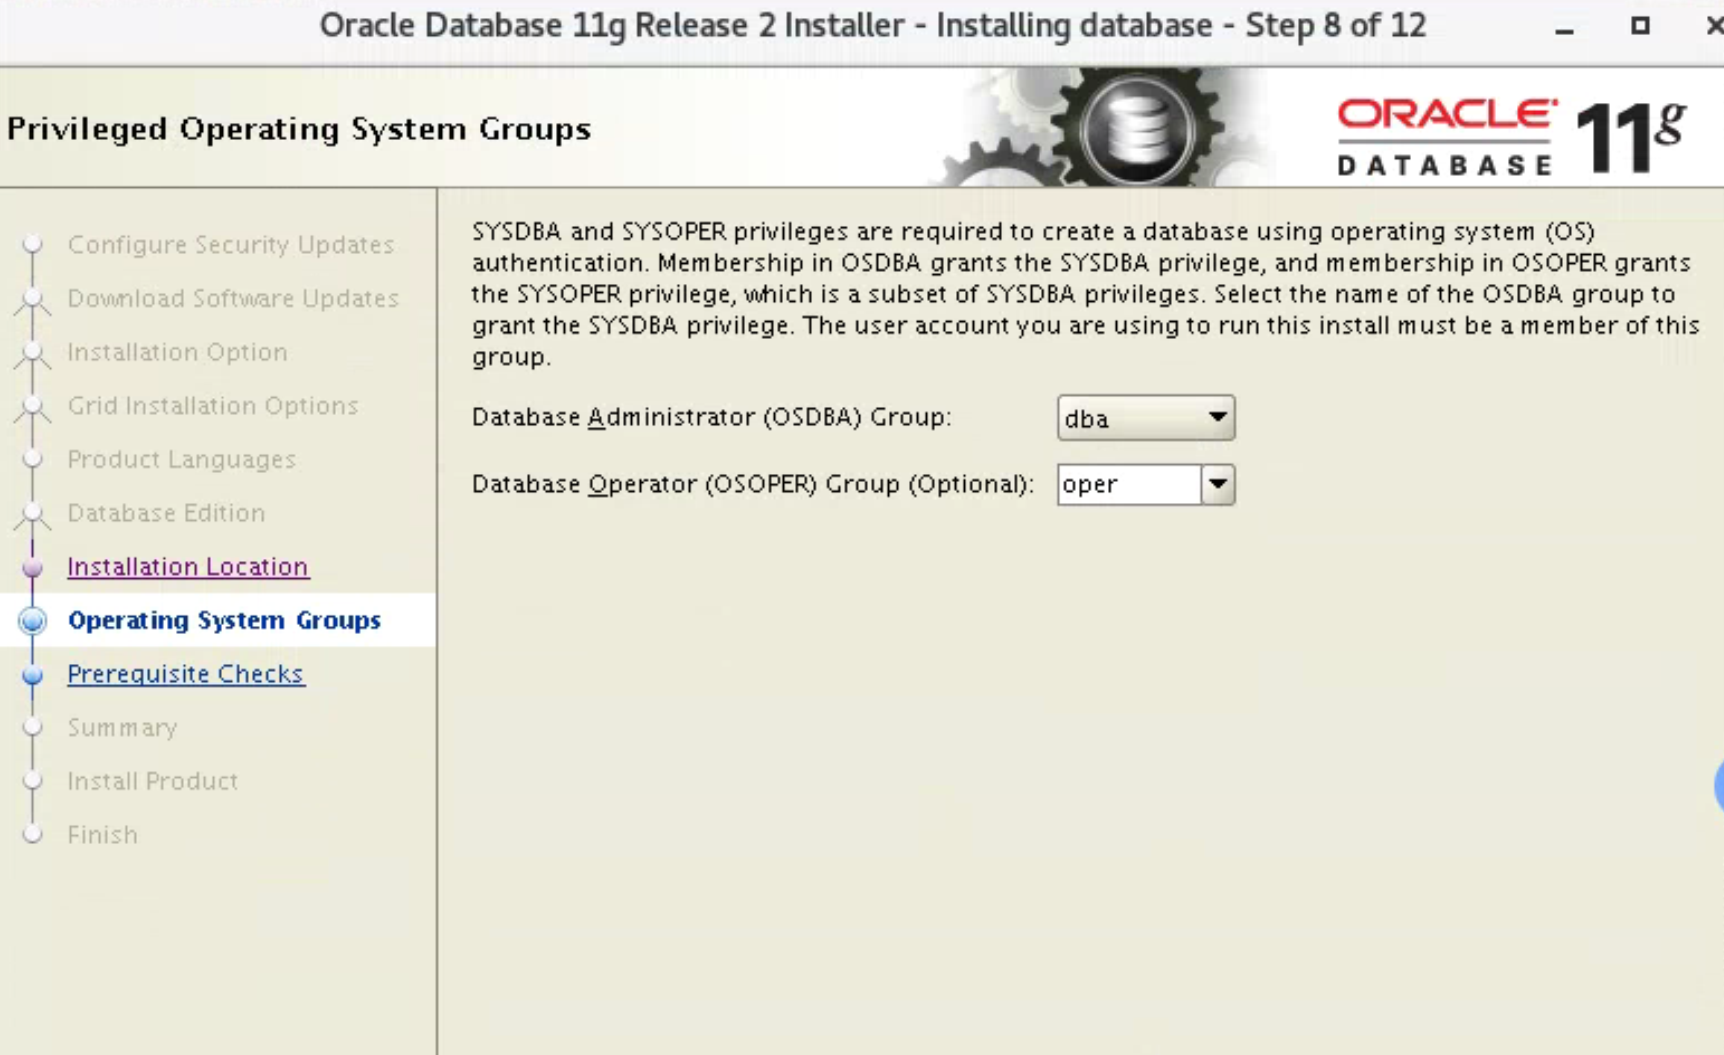 Oracle Database 11g Release 2 Installer - Installing database - Step 8 of 12
Privileged Operating System Groups
ORACLE
DATABASE
11g
Configure Security Updates
Download Software Updates
Installation Option
Grid Installation Options
Product Languages
Database Edition
Installation Location
Operating System Groups
Prerequisite Checks
Summary
Install Product
Finish
SYSDBA and SYSOPER privileges are required to create a database using operating system (OS)
authentication. Membership in OSDBA grants the SYSDBA privilege, and membership in OSOPER grants
the SYSOPER privilege, which is a subset of SYSDBA privileges. Select the name of the OSDBA group to
grant the SYSDBA privilege. The user account you are using to run this install must be a member of this
group.
Database Administrator (OSDBA) Group: dba
Database Operator (OSOPER) Group (Optional): oper